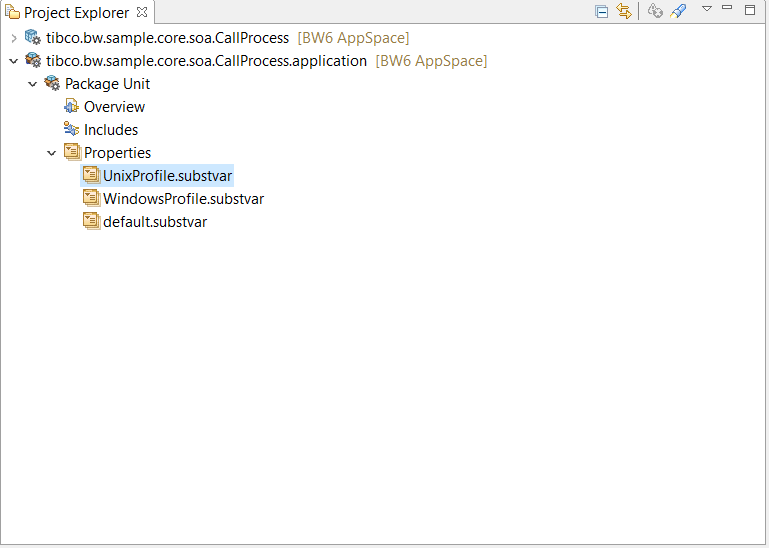 Project Explorer
tibco.bw.sample.core.soa.CallProcess [BW6 AppSpace]
tibco.bw.sample.core.soa.CallProcess.application [BW6 AppSpace]
Package Unit
Overview
Includes
Properties
UnixProfile.substvar
WindowsProfile.substvar
default.substvar